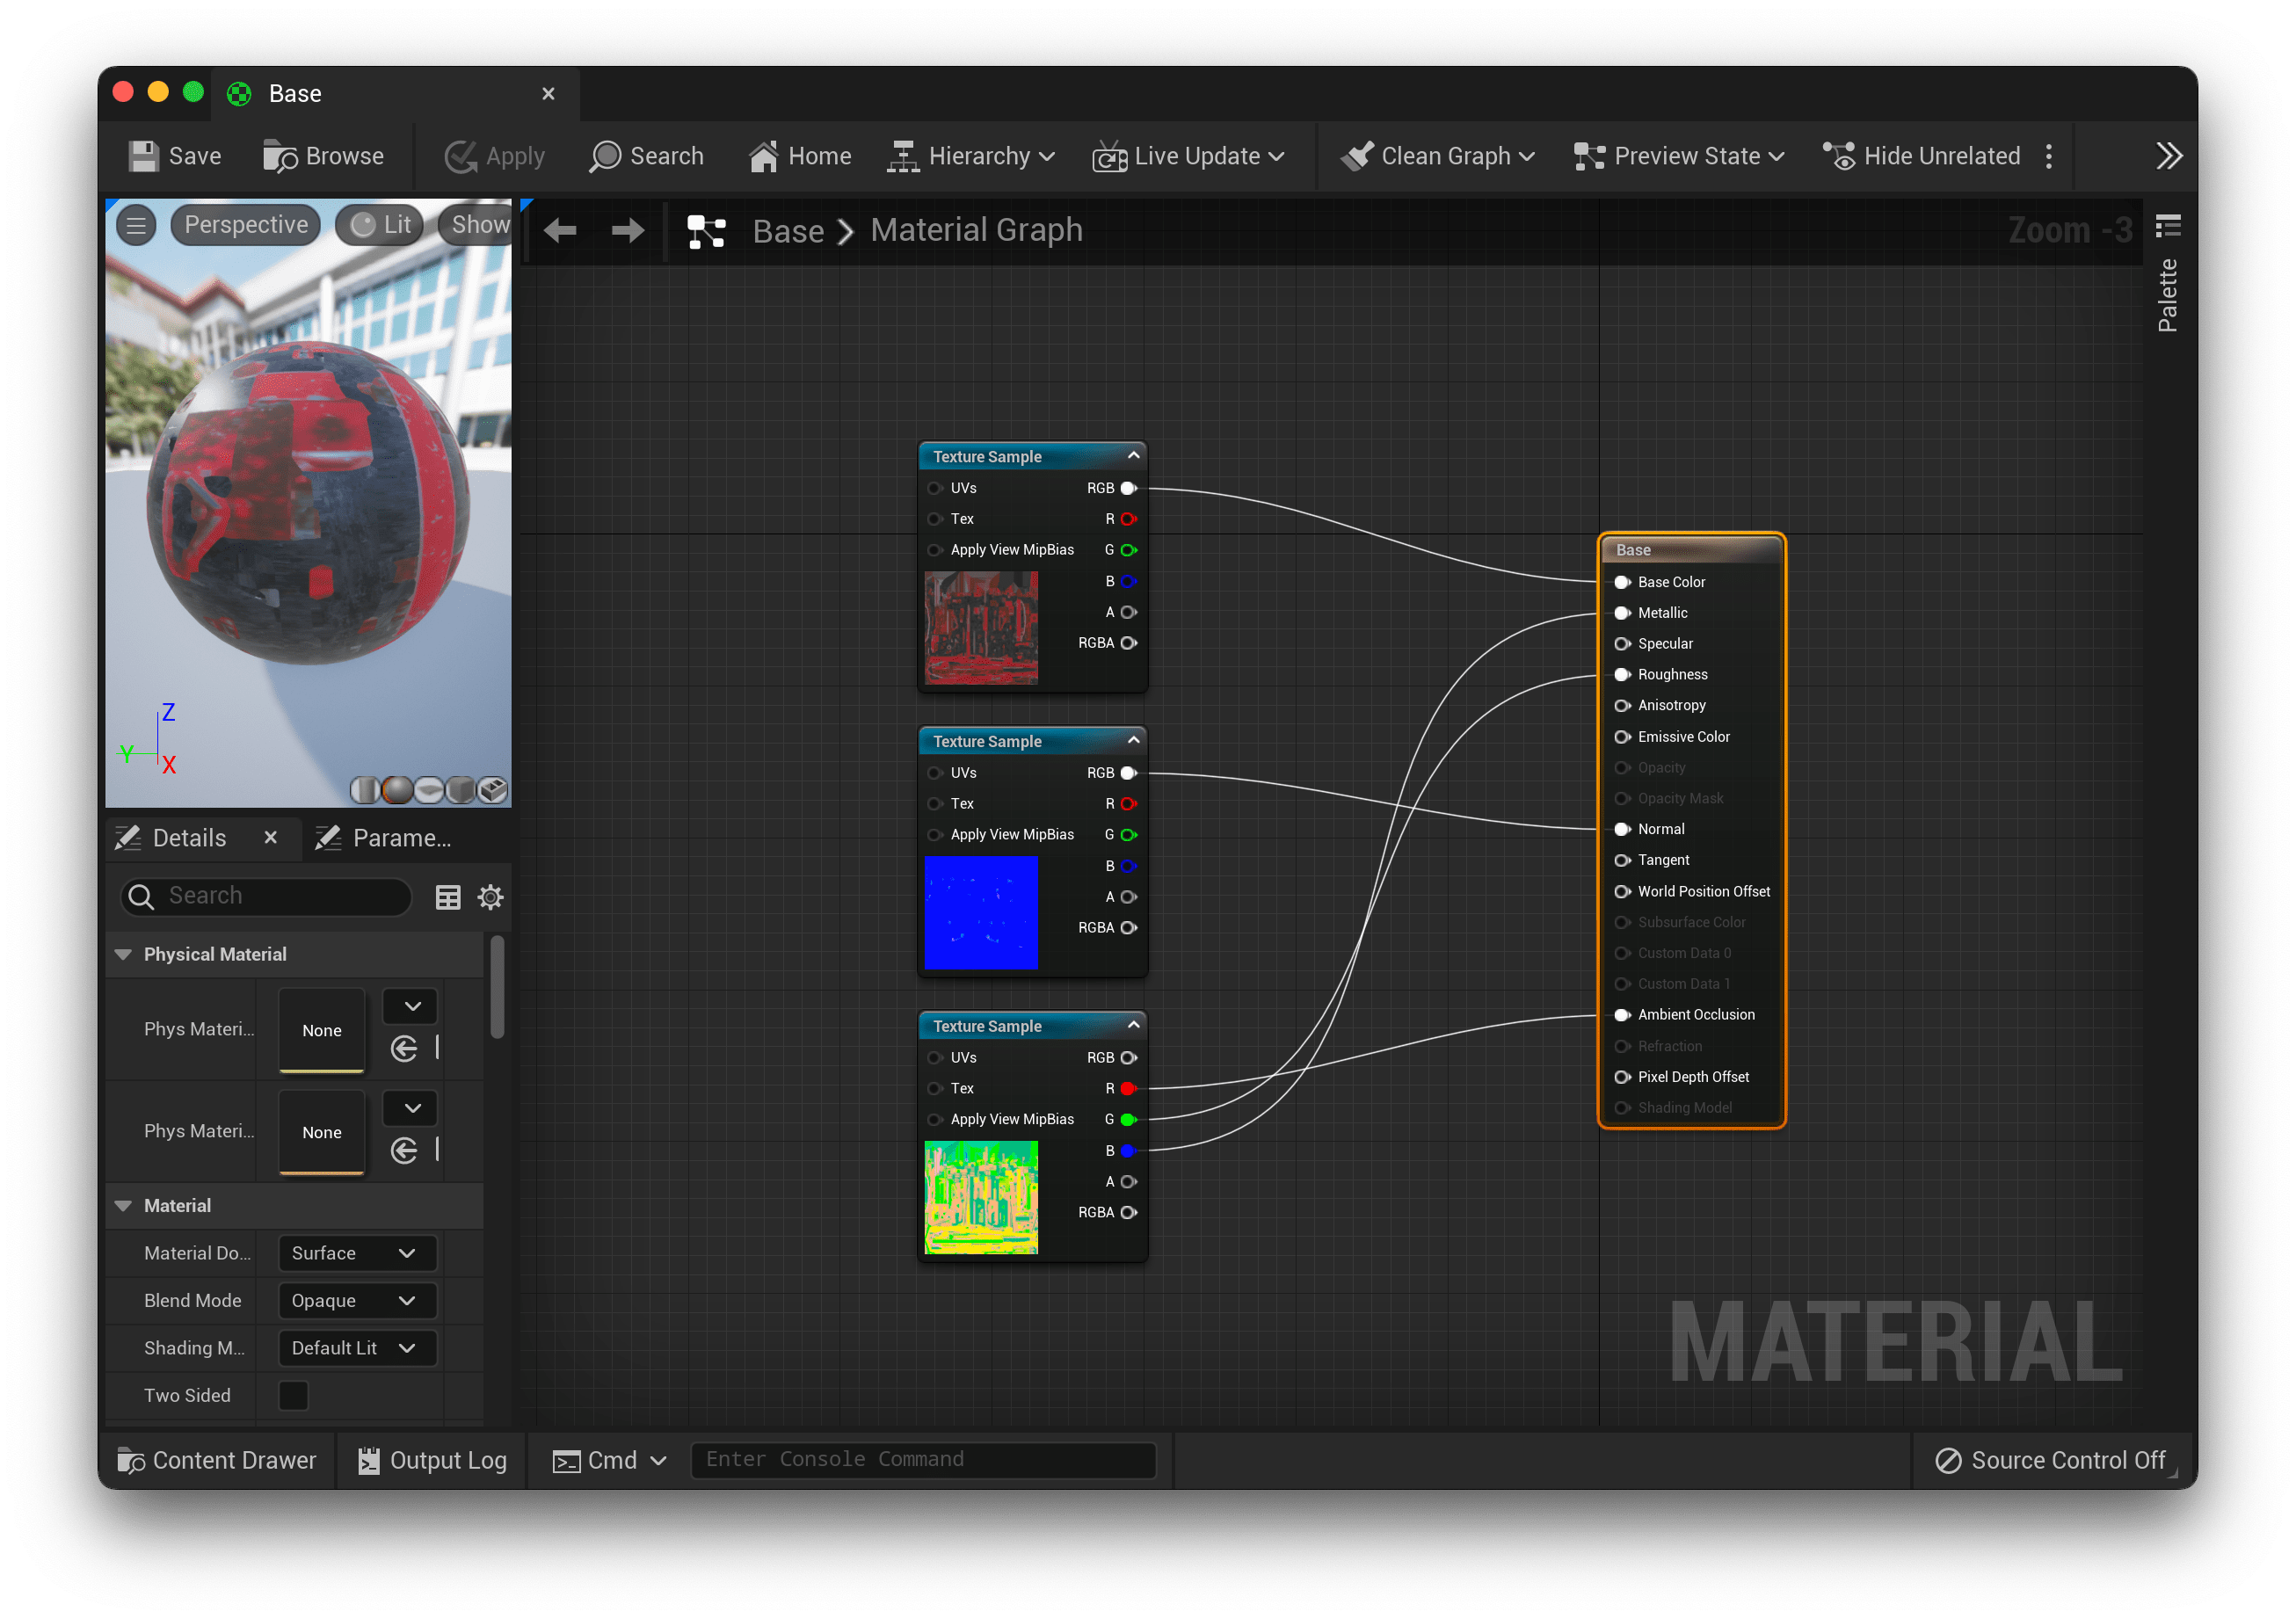 Base
Save
Browse
Apply
Search
Home
Hierarchy
Live Update
Clean Graph
Preview State
Hide Unrelated
Perspective
Lit
Show
Base
Material Graph
Zoom -3
Palette
Z
Y
X
Texture Sample
UVs RGB
Tex R
Apply View MipBias G
B
A
RGBA
Texture Sample
UVs RGB
Tex R
Apply View MipBias G
B
A
RGBA
Texture Sample
UVs RGB
Tex R
Apply View MipBias G
B
A
RGBA
Base
Base Color
Metallic
Specular
Roughness
Anisotropy
Emissive Color
Opacity
Opacity Mask
Normal
Tangent
World Position Offset
Subsurface Color
Custom Data 0
Custom Data 1
Ambient Occlusion
Refraction
Pixel Depth Offset
Shading Model
MATERIAL
Details
Parame...
Search
Physical Material
Phys Materi...
None
Phys Materi...
None
Material
Material Do... Surface
Blend Mode Opaque
Shading M... Default Lit
Two Sided
Content Drawer
Output Log
Cmd
Enter Console Command
Source Control Off